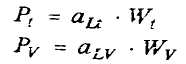 P_t = a_{Lt} · W_t
P_V = a_{LV} · W_V